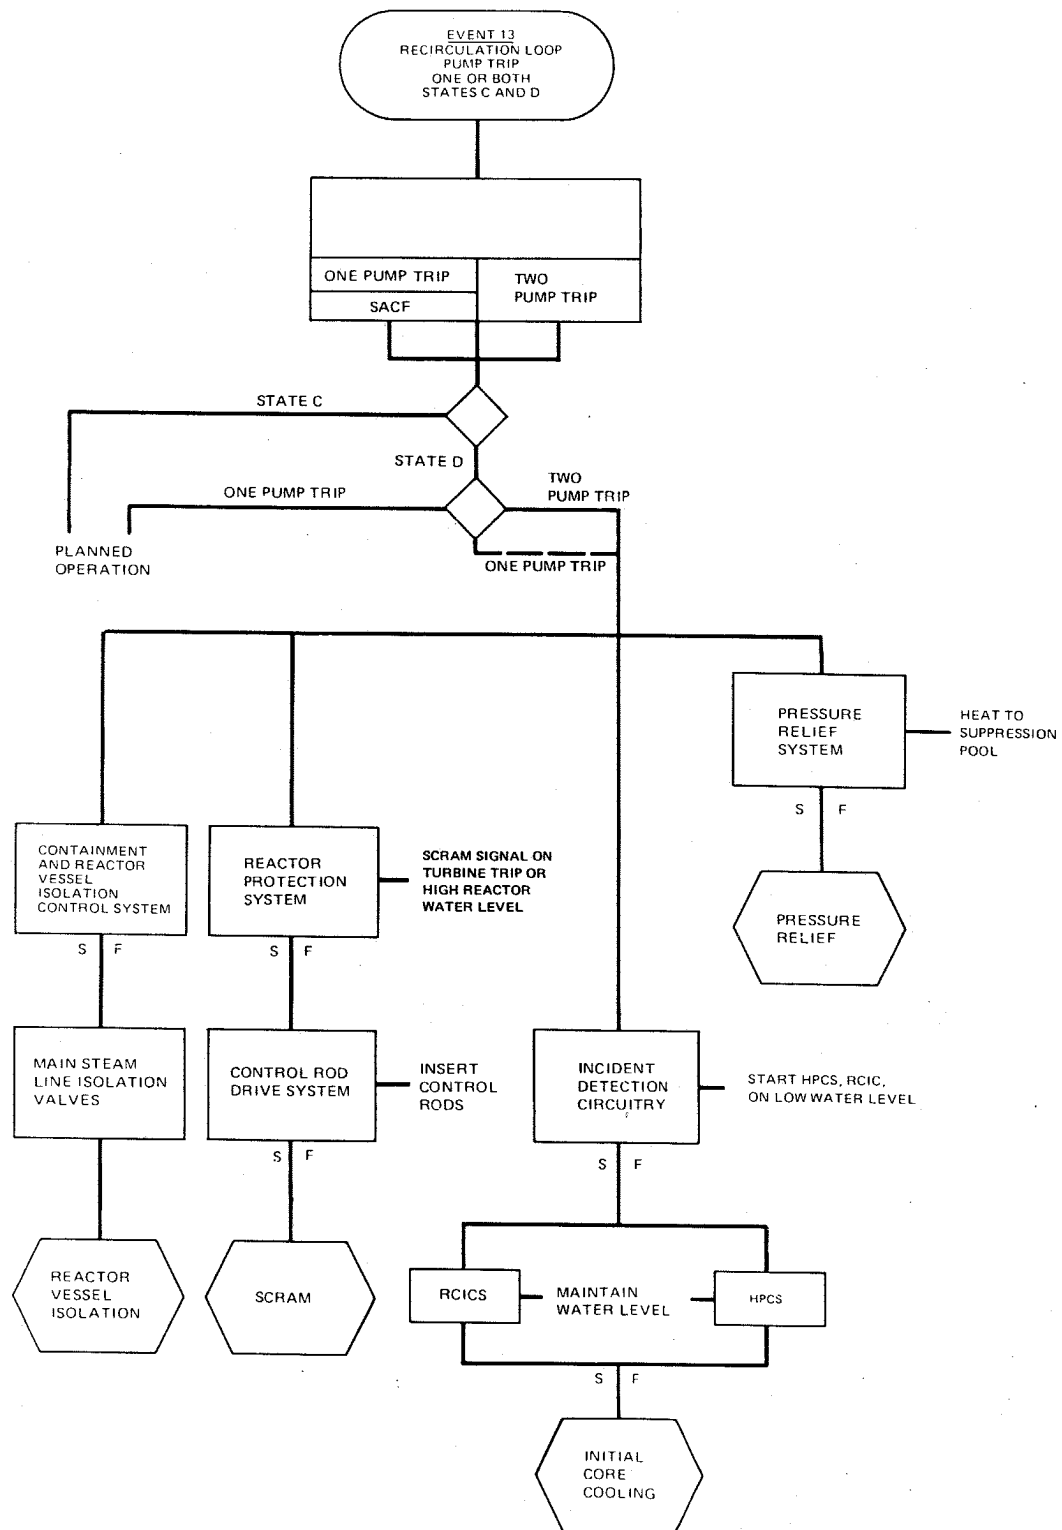 EVENT 13
RECIRCULATION LOOP
PUMP TRIP
ONE OR BOTH
STATES C AND D
ONE PUMP TRIP
SACF
TWO
PUMP TRIP
STATE C
STATE D
ONE PUMP TRIP
TWO
PUMP TRIP
ONE PUMP TRIP
PLANNED
OPERATION
PRESSURE
RELIEF
SYSTEM
HEAT TO
SUPPRESSION
POOL
S F
CONTAINMENT
AND REACTOR
VESSEL
ISOLATION
CONTROL SYSTEM
S F
REACTOR
PROTECTION
SYSTEM
SCRAM SIGNAL ON
TURBINE TRIP OR
HIGH REACTOR
WATER LEVEL
S F
PRESSURE
RELIEF
MAIN STEAM
LINE ISOLATION
VALVES
CONTROL ROD
DRIVE SYSTEM
INSERT
CONTROL
RODS
S F
INCIDENT
DETECTION
CIRCUITRY
START HPCS, RCIC,
ON LOW WATER LEVEL
S F
REACTOR
VESSEL
ISOLATION
SCRAM
RCICS
MAINTAIN
WATER LEVEL
HPCS
S F
INITIAL
CORE
COOLING